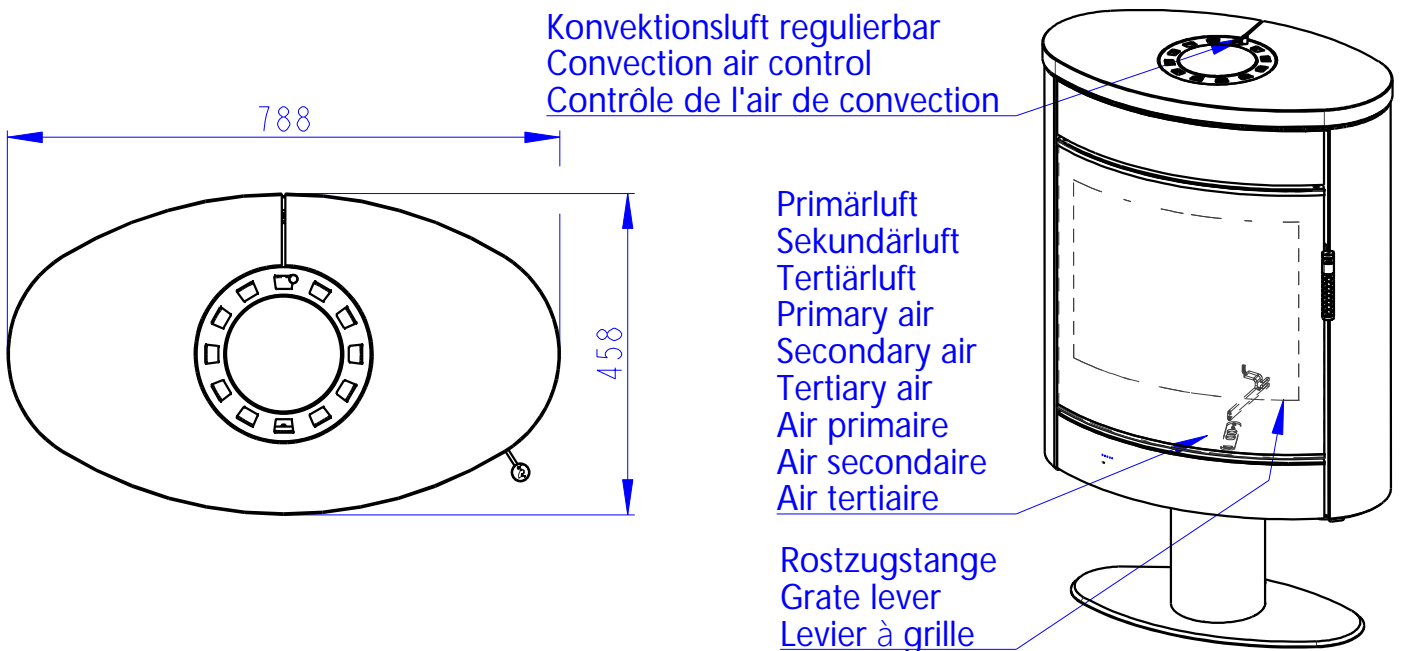 Konvektionsluft regulierbar
Convection air control
Contrôle de l'air de convection
788
458
Primärluft
Sekundärluft
Tertiärluft
Primary air
Secondary air
Tertiary air
Air primaire
Air secondaire
Air tertiaire
Rostzugstange
Grate lever
Levier à grille